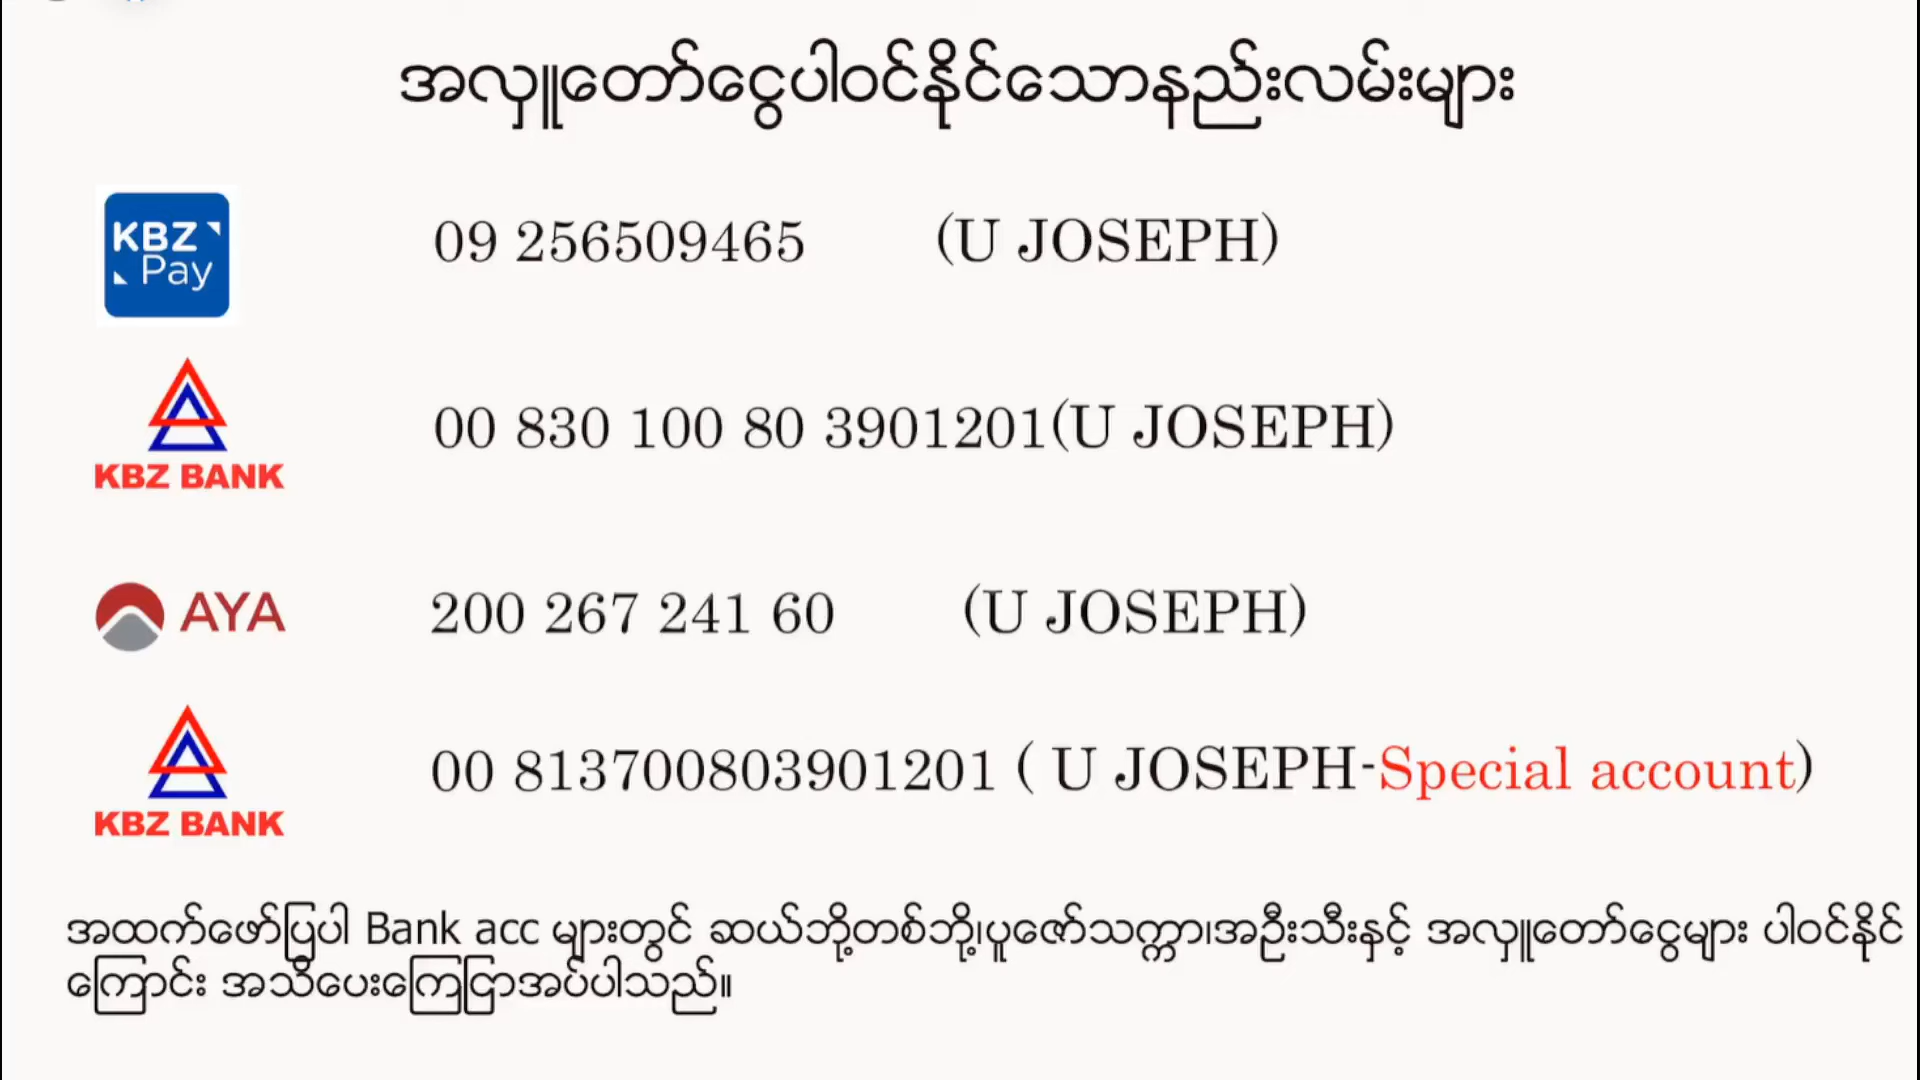 အလှူတော်ငွေပါဝင်နိုင်သောနည်းလမ်းများ
KBZ Pay 09 256509465 (U JOSEPH)
KBZ BANK 00 830 100 80 3901201(U JOSEPH)
AYA 200 267 241 60 (U JOSEPH)
KBZ BANK 00 813700803901201 ( U JOSEPH-Special account)
အထက်ဖော်ပြပါ Bank acc များတွင် ဆယ်ဘို့တစ်ဘို့၊ပူဇော်သက္ကာ၊အဦးသီးနှင့် အလှူတော်ငွေများ ပါဝင်နိုင်
ကြောင်း အသိပေးကြေငြာအပ်ပါသည်။